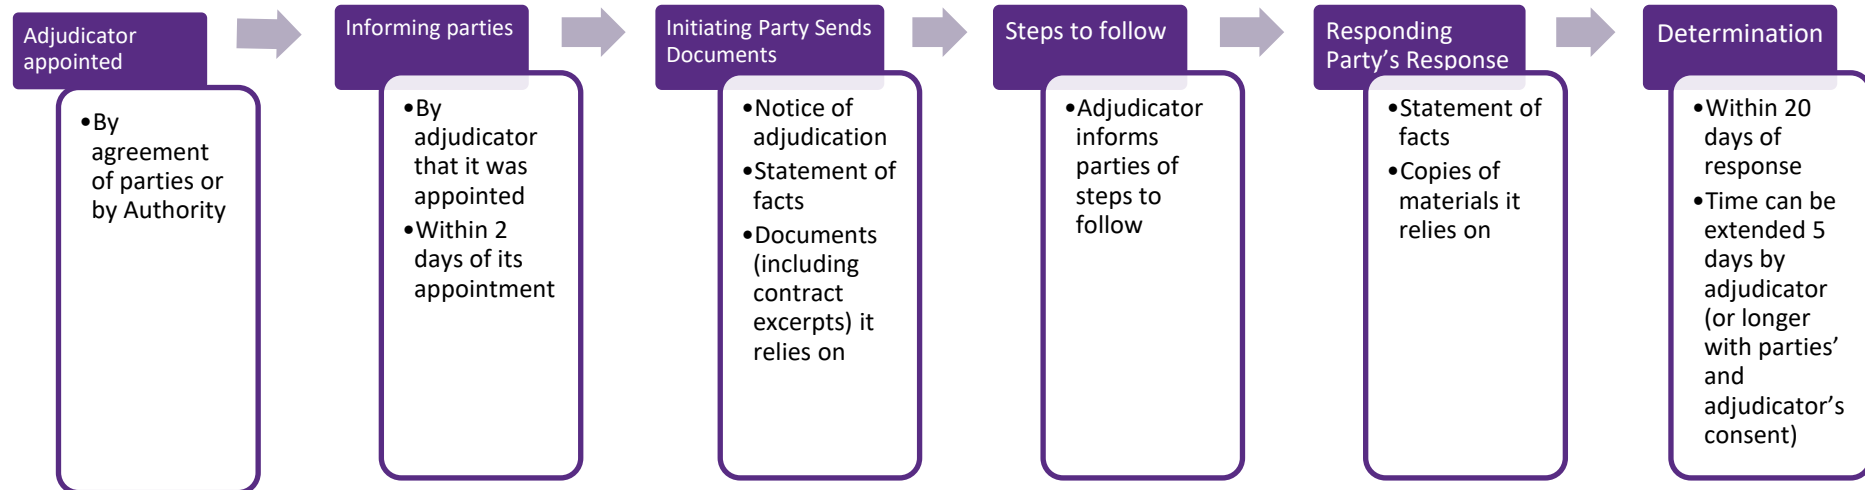 Adjudicator
appointed
•By
agreement
of parties or
by Authority
Informing parties
•By
adjudicator
that it was
appointed
•Within 2
days of its
appointment
Initiating Party Sends
Documents
•Notice of
adjudication
•Statement of
facts
•Documents
(including
contract
excerpts) it
relies on
Steps to follow
•Adjudicator
informs
parties of
steps to
follow
Responding
Party’s Response
•Statement of
facts
•Copies of
materials it
relies on
Determination
•Within 20
days of
response
•Time can be
extended 5
days by
adjudicator
(or longer
with parties’
and
adjudicator’s
consent)